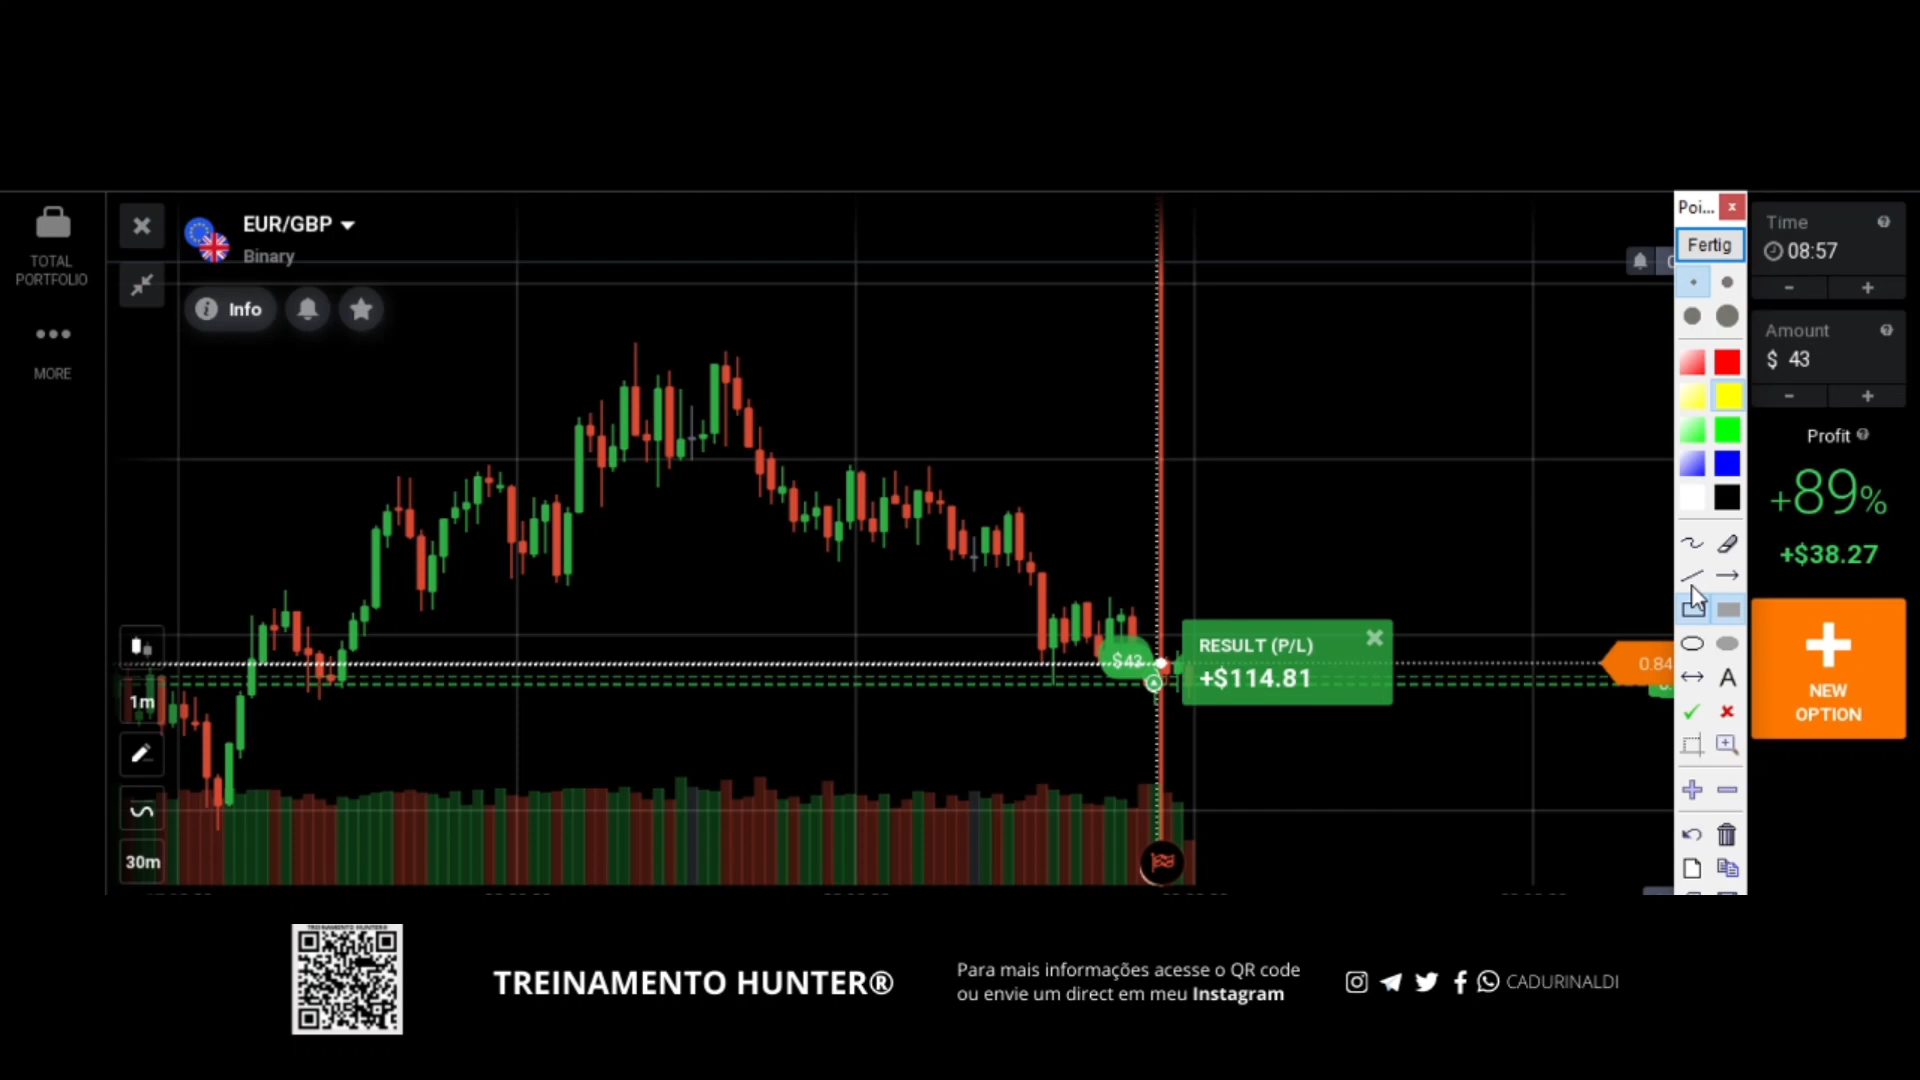 TOTAL
PORTFOLIO
MORE
EUR/GBP
Binary
Info
1m
30m
$43
RESULT (P/L)
+$114.81
0.84
Poi...
Fertig
A
Time
08:57
Amount
$ 43
Profit
+89%
+$38.27
NEW
OPTION
TREINAMENTO HUNTER®
Para mais informações acesse o QR code
ou envie um direct em meu Instagram
CADURINALDI